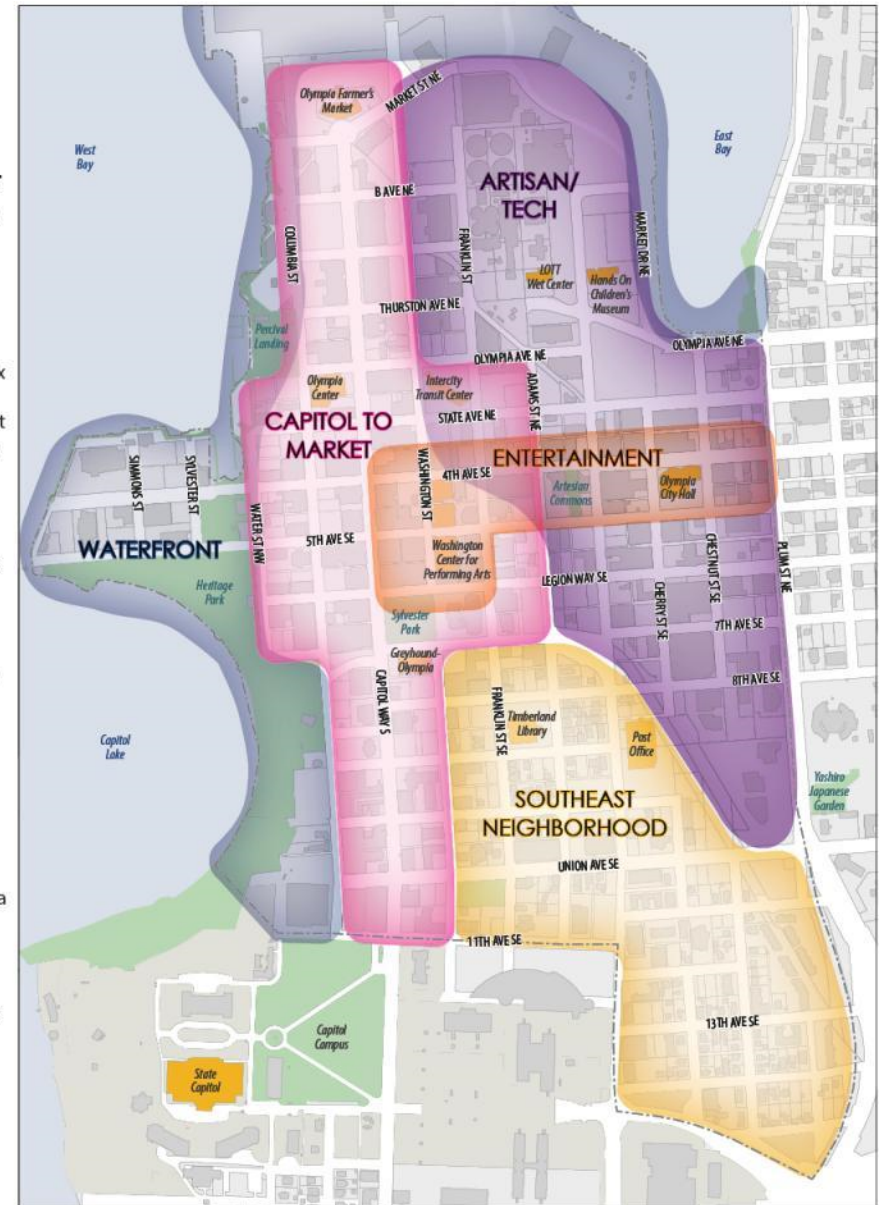 Olympia Farmer's
Market
MARKET ST NE
West
Bay
East
Bay
ARTISAN/
TECH
B AVE NE
COLUMBIA ST
FRANKLIN ST
MARKET DR NE
LOTT
Wet Center
Hands On
Children's
Museum
THURSTON AVE NE
Percival
Landing
OLYMPIA AVE NE
OLYMPIA AVE NE
Olympia
Center
Intercity
Transit Center
ADAMS ST NE
STATE AVE NE
CAPITOL TO
MARKET
ENTERTAINMENT
WASHINGTON ST
4TH AVE SE
Artesian
Commons
Olympia
City Hall
SIMMONS ST
SYLVESTER ST
WATER ST NW
5TH AVE SE
WATERFRONT
Washington
Center for
Performing Arts
CHESTNUT ST SE
PLUM ST NE
Heritage
Park
LEGION WAY SE
CHERRY ST SE
Sylvester
Park
7TH AVE SE
Greyhound-
Olympia
8TH AVE SE
CAPITOL WAY S
FRANKLIN ST SE
Timberland
Library
Post
Office
Capitol
Lake
Yashiro
Japanese
Garden
SOUTHEAST
NEIGHBORHOOD
UNION AVE SE
11TH AVE SE
13TH AVE SE
Capitol
Campus
State
Capitol